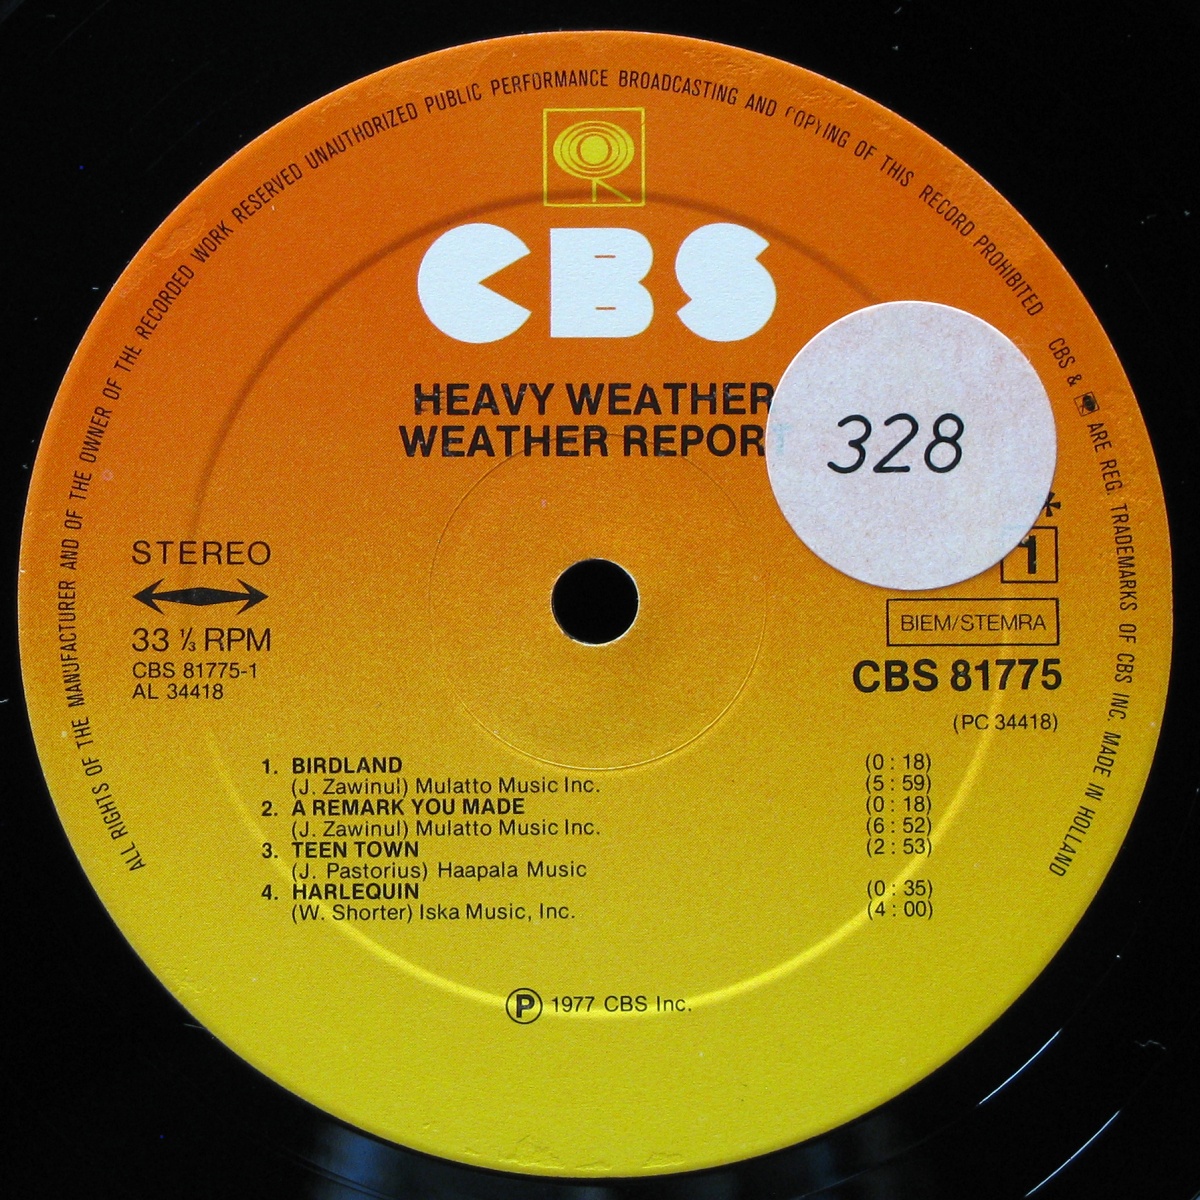 ALL RIGHTS OF THE MANUFACTURER AND OF THE OWNER OF THE RECORDED WORK RESERVED UNAUTHORIZED PUBLIC PERFORMANCE BROADCASTING AND COPYING OF THIS RECORD PROHIBITED CBS & ARE REG. TRADEMARKS OF CBS INC. MADE IN HOLLAND
CBS
HEAVY WEATHER
WEATHER REPOR
328
*
STEREO
1
33 ⅓ RPM
BIEM/STEMRA
CBS 81775-1
CBS 81775
AL 34418
(PC 34418)
1. BIRDLAND (0 : 18)
(J. Zawinul) Mulatto Music Inc. (5 : 59)
2. A REMARK YOU MADE (0 : 18)
(J. Zawinul) Mulatto Music Inc. (6 : 52)
3. TEEN TOWN (2 : 53)
(J. Pastorius) Haapala Music
4. HARLEQUIN (0 : 35)
(W. Shorter) Iska Music, Inc. (4 : 00)
Ⓟ 1977 CBS Inc.